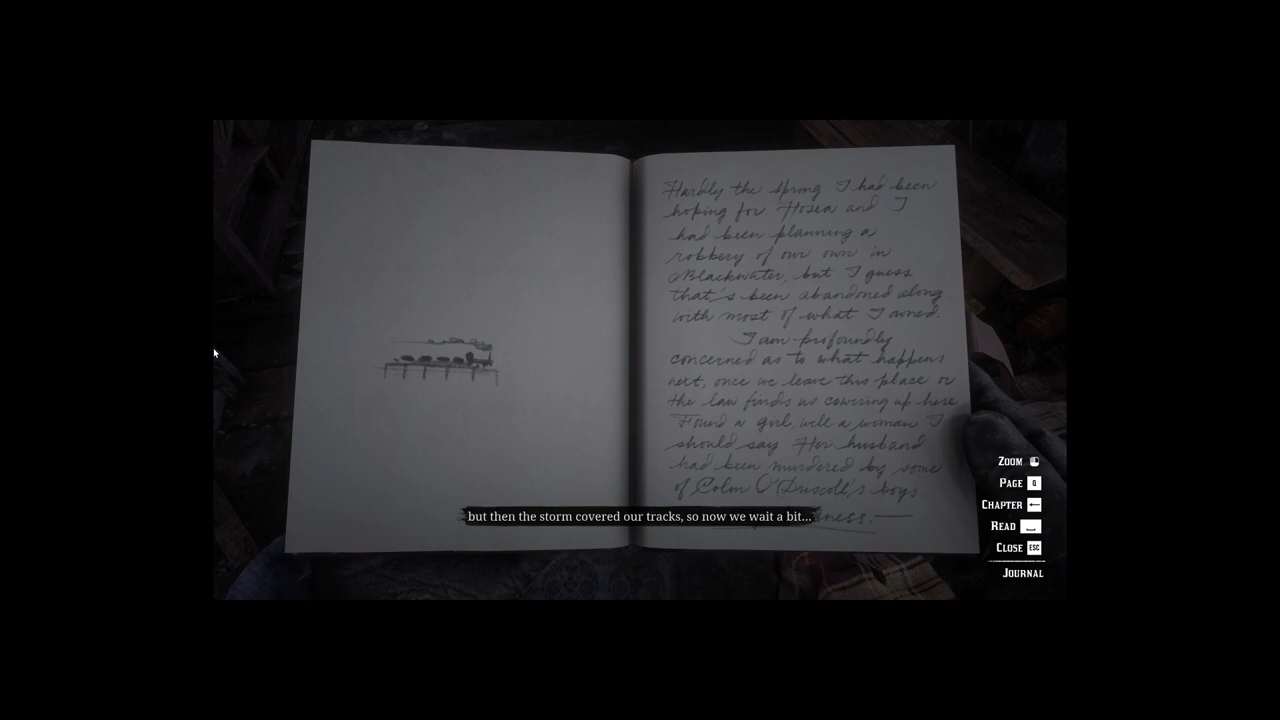 Hardly the spring I had been
hoping for Hosea and I
had been planning a
robbery of our own in
Blackwater, but I guess
that's been abandoned along
with most of what I owned.
I am profoundly
concerned as to what happens
next, once we leave this place or
the law finds us cowering up here
Found a girl, well a woman I
should say Her husband
had been murdered by some
of Colm O'Driscoll's boys.
but then the storm covered our tracks, so now we wait a bit...
ZOOM
PAGE Q
CHAPTER ←
READ
CLOSE ESC
JOURNAL